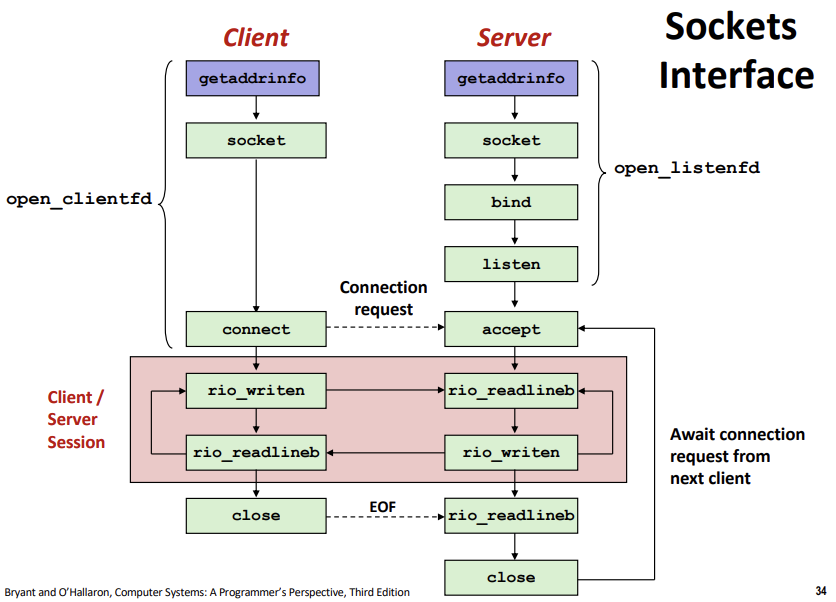 Sockets
Interface
Client
Server
getaddrinfo
getaddrinfo
socket
socket
open_clientfd
open_listenfd
bind
listen
Connection
request
connect
accept
Client /
Server
Session
rio_writen
rio_readlineb
rio_readlineb
rio_writen
Await connection
request from
next client
close
EOF
rio_readlineb
close
Bryant and O'Hallaron, Computer Systems: A Programmer's Perspective, Third Edition
34